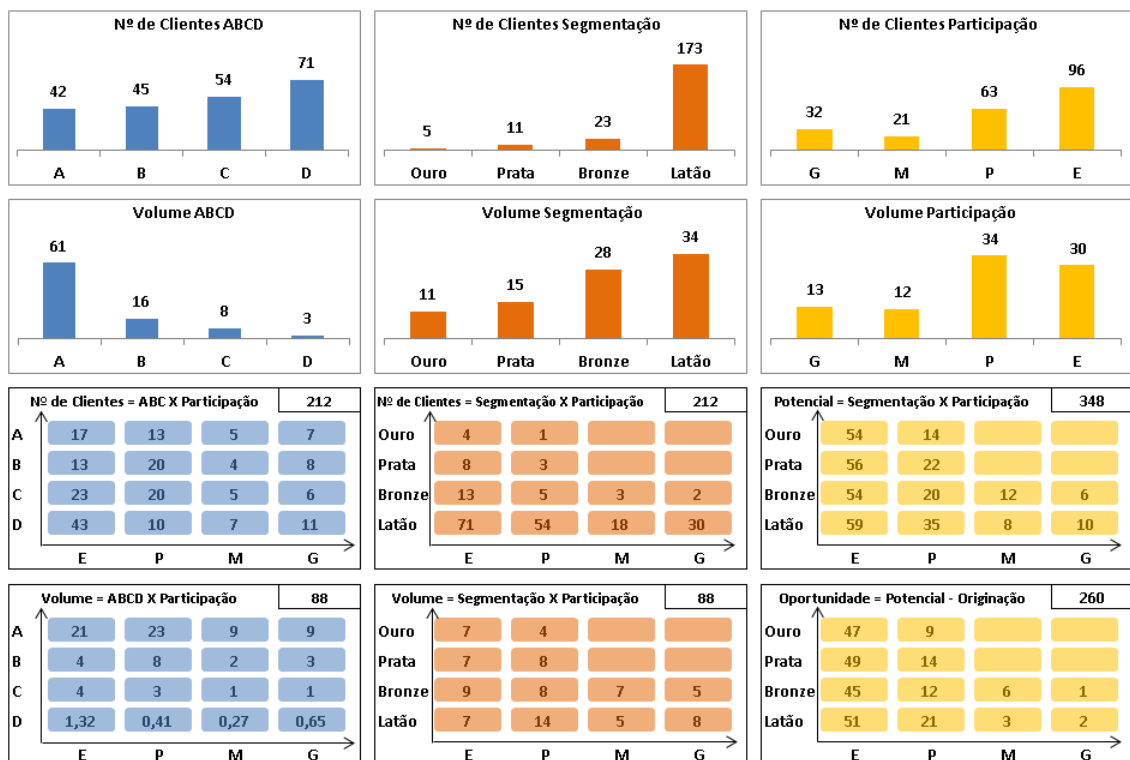 Nº de Clientes ABCD
42 45 54 71
A B C D
Nº de Clientes Segmentação
5 11 23 173
Ouro Prata Bronze Latão
Nº de Clientes Participação
32 21 63 96
G M P E
Volume ABCD
61 16 8 3
A B C D
Volume Segmentação
11 15 28 34
Ouro Prata Bronze Latão
Volume Participação
13 12 34 30
G M P E
Nº de Clientes = ABC X Participação 212
A 17 13 5 7
B 13 20 4 8
C 23 20 5 6
D 43 10 7 11
E P M G
Nº de Clientes = Segmentação X Participação 212
Ouro 4 1
Prata 8 3
Bronze 13 5 3 2
Latão 71 54 18 30
E P M G
Potencial = Segmentação X Participação 348
Ouro 54 14
Prata 56 22
Bronze 54 20 12 6
Latão 59 35 8 10
E P M G
Volume = ABCD X Participação 88
A 21 23 9 9
B 4 8 2 3
C 4 3 1 1
D 1,32 0,41 0,27 0,65
E P M G
Volume = Segmentação X Participação 88
Ouro 7 4
Prata 7 8
Bronze 9 8 7 5
Latão 7 14 5 8
E P M G
Oportunidade = Potencial - Originação 260
Ouro 47 9
Prata 49 14
Bronze 45 12 6 1
Latão 51 21 3 2
E P M G